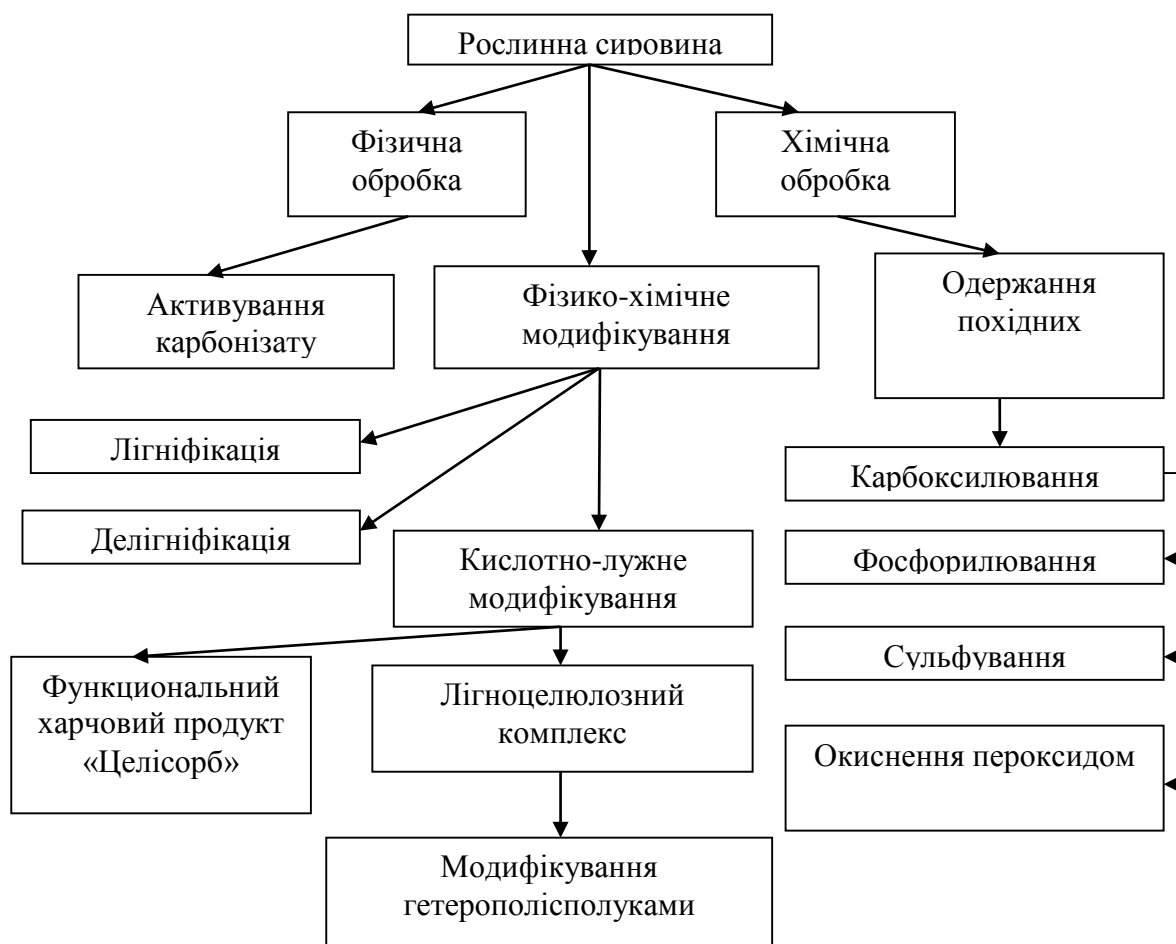 Рослинна сировина
Фізична
обробка
Хімічна
обробка
Активування
карбонізату
Фізико-хімічне
модифікування
Одержання
похідних
Лігніфікація
Карбоксилювання
Делігніфікація
Кислотно-лужне
модифікування
Фосфорилювання
Сульфування
Функциональний
харчовий продукт
«Целісорб»
Лігноцелюлозний
комплекс
Окиснення пероксидом
Модифікування
гетерополісполуками